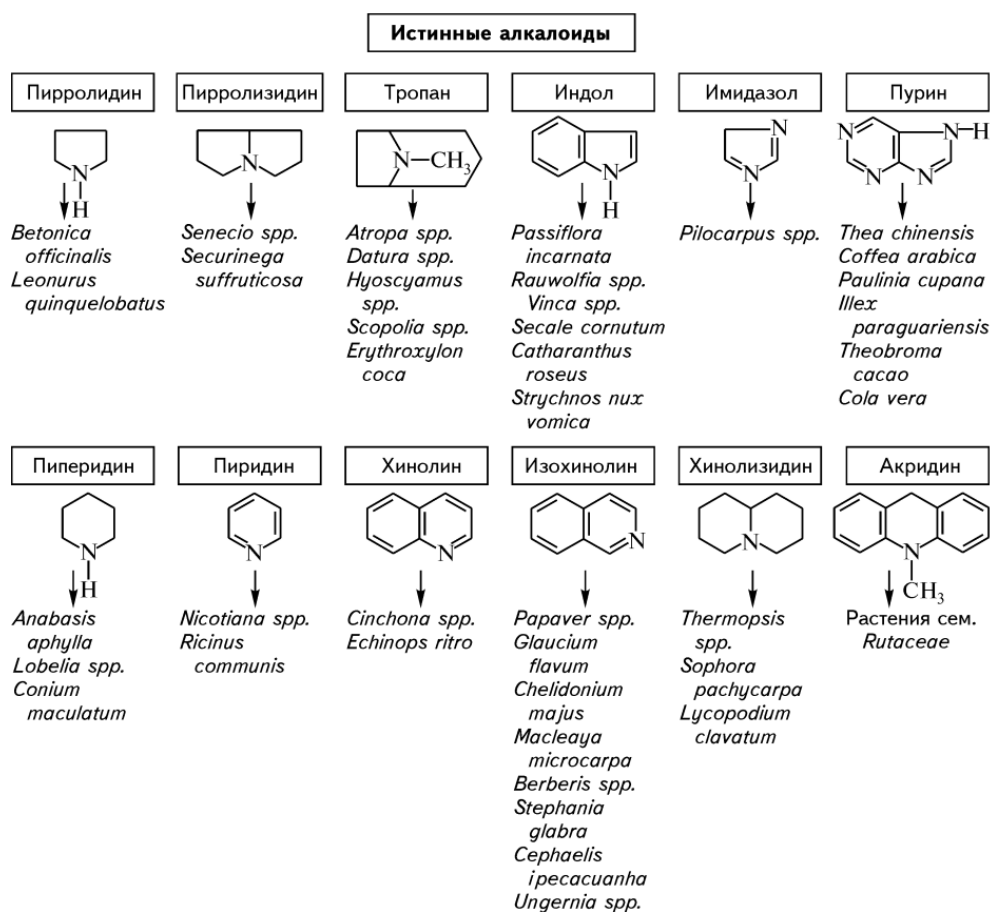 Истинные алкалоиды
Пирролидин
Пирролизидин
Тропан
Индол
Имидазол
Пурин
N
H
N
N—CH3
N
H
N
N
N
N
N
N—H
Betonica
officinalis
Leonurus
quinquelobatus
Senecio spp.
Securinega
suffruticosa
Atropa spp.
Datura spp.
Hyoscyamus
spp.
Scopolia spp.
Erythroxylon
coca
Passiflora
incarnata
Rauwolfia spp.
Vinca spp.
Secale cornutum
Catharanthus
roseus
Strychnos nux
vomica
Pilocarpus spp.
Thea chinensis
Coffea arabica
Paulinia cupana
Illex
paraguariensis
Theobroma
cacao
Cola vera
Пиперидин
Пиридин
Хинолин
Изохинолин
Хинолизидин
Акридин
N
H
N
N
N
N
N
CH3
Anabasis
aphylla
Lobelia spp.
Conium
maculatum
Nicotiana spp.
Ricinus
communis
Cinchona spp.
Echinops ritro
Papaver spp.
Glaucium
flavum
Chelidonium
majus
Macleaya
microcarpa
Berberis spp.
Stephania
glabra
Cephaelis
ipecacuanha
Ungernia spp.
Thermopsis
spp.
Sophora
pachycarpa
Lycopodium
clavatum
Растения сем.
Rutaceae